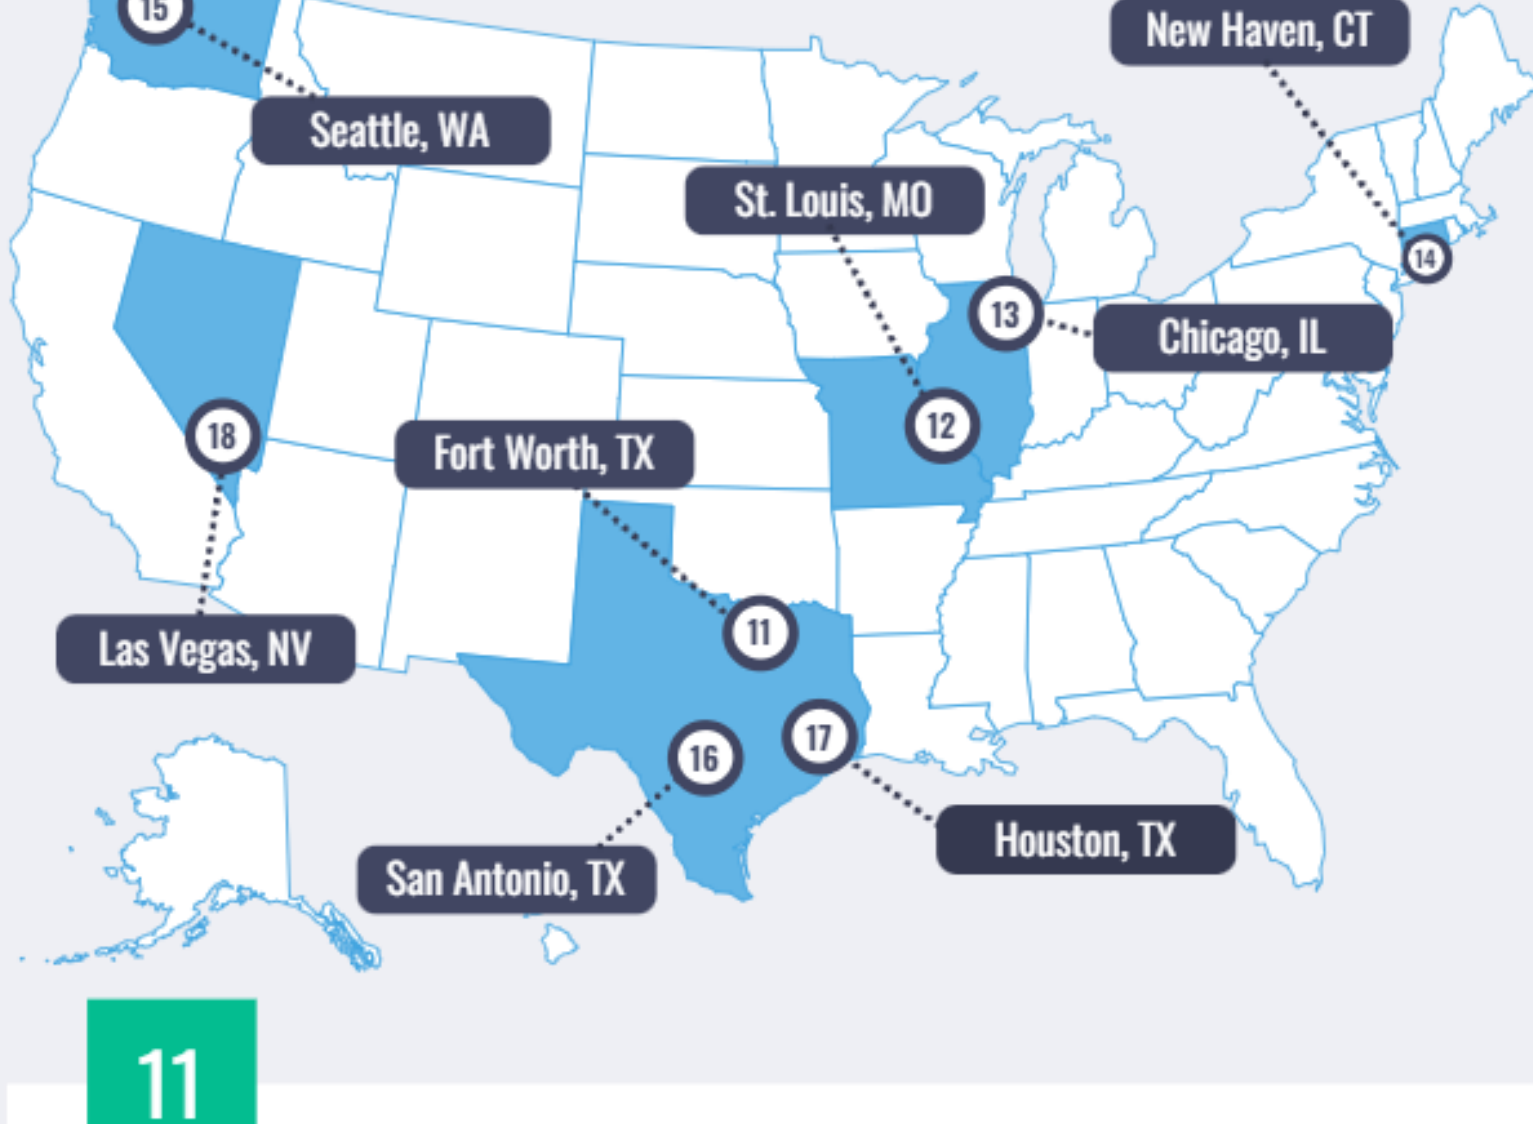 15
New Haven, CT
Seattle, WA
St. Louis, MO
14
13
Chicago, IL
12
18
Fort Worth, TX
11
Las Vegas, NV
17
16
Houston, TX
San Antonio, TX
11